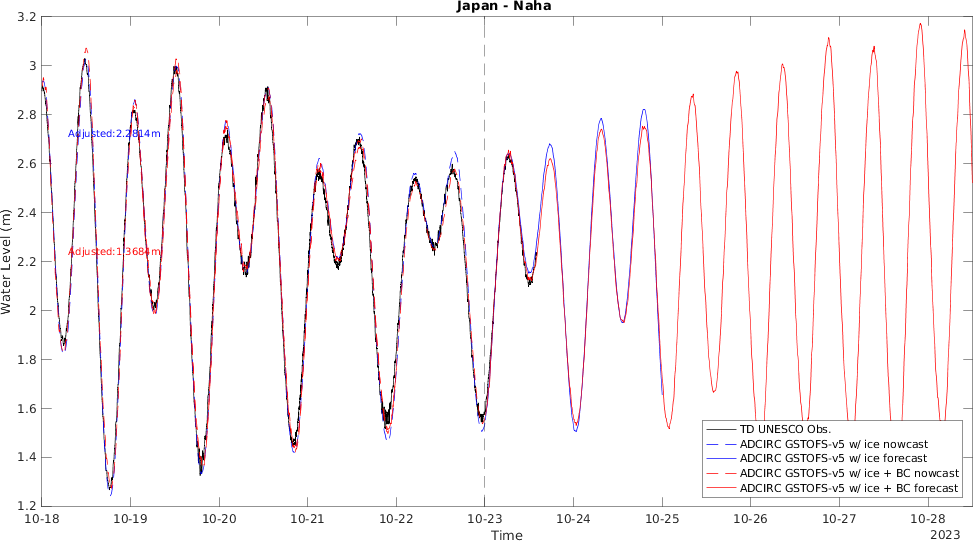 Japan - Naha
3.2
3
2.8
2.6
2.4
2.2
2
1.8
1.6
1.4
1.2
Water Level (m)
Adjusted:2.2814m
Adjusted:1.3684m
TD UNESCO Obs.
ADCIRC GSTOFS-v5 w/ ice nowcast
ADCIRC GSTOFS-v5 w/ ice forecast
ADCIRC GSTOFS-v5 w/ ice + BC nowcast
ADCIRC GSTOFS-v5 w/ ice + BC forecast
10-18 10-19 10-20 10-21 10-22 10-23 10-24 10-25 10-26 10-27 10-28
Time
2023